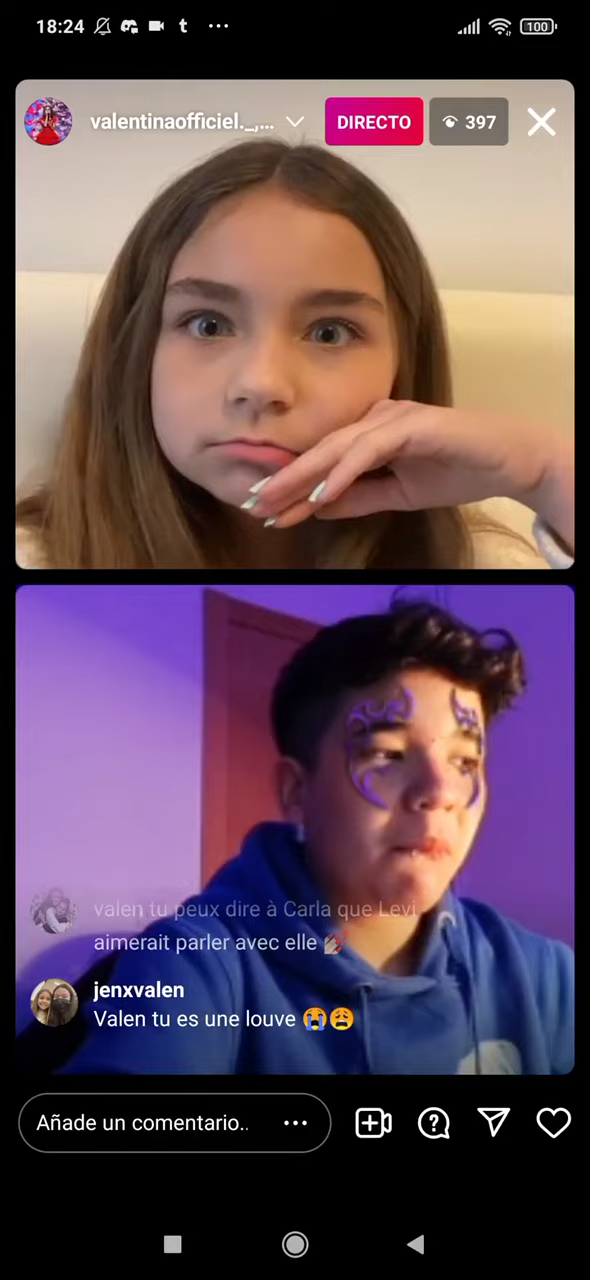 18:24
100
valentinaofficiel._,...
DIRECTO
397
valen tu peux dire à Carla que Levi
aimerait parler avec elle
jenxvalen
Valen tu es une louve 😭😩
Añade un comentario..